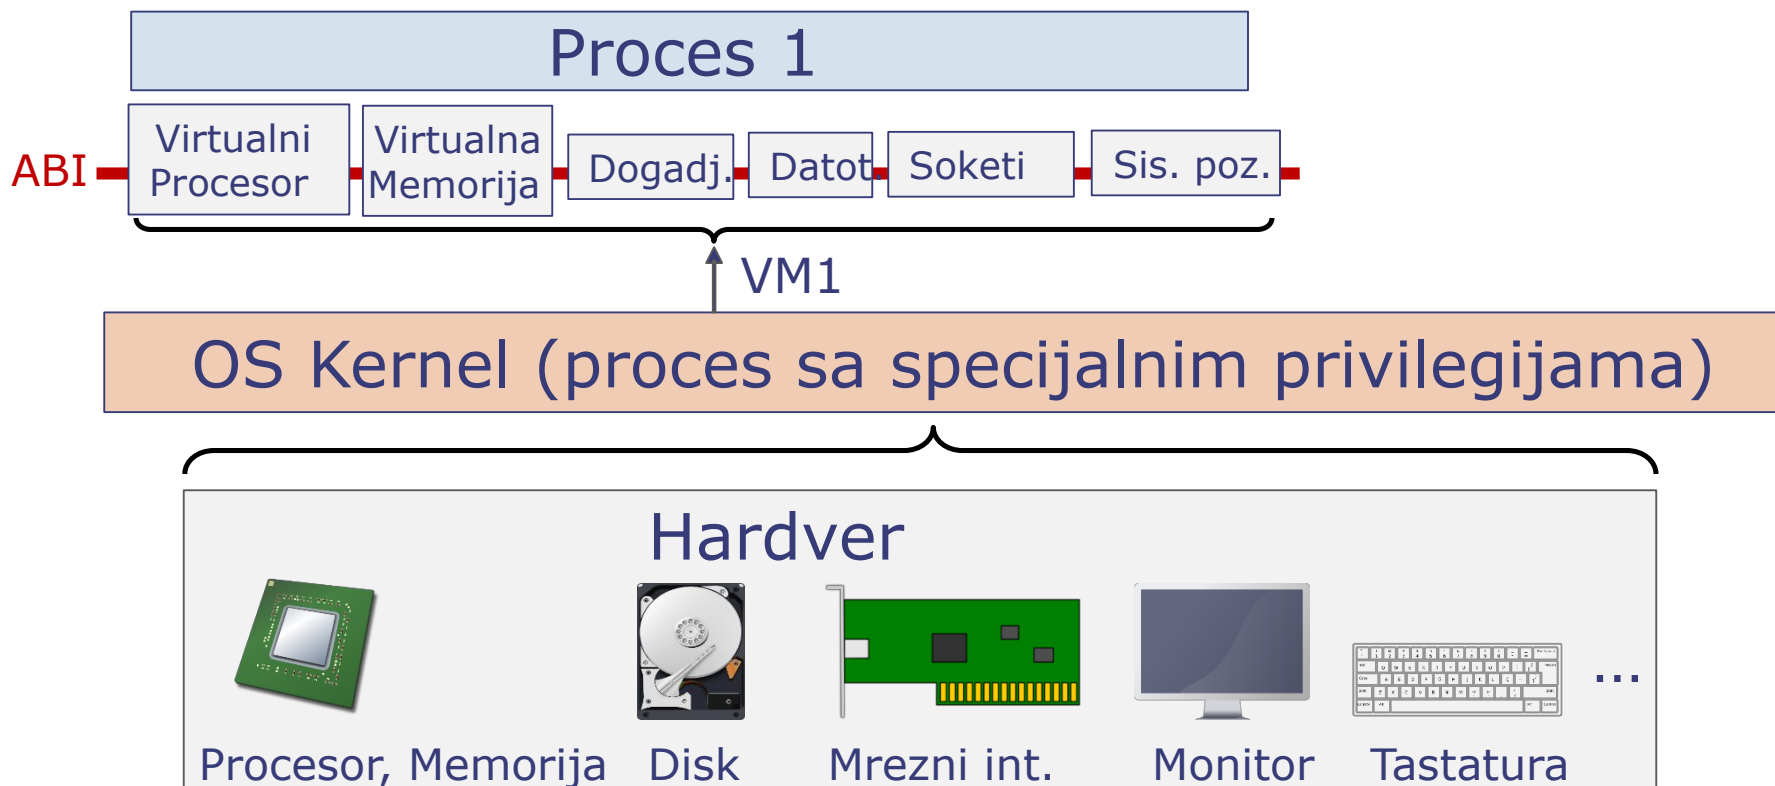 Proces 1
ABI
Virtualni
Procesor
Virtualna
Memorija
Dogadj.
Datot.
Soketi
Sis. poz.
VM1
OS Kernel (proces sa specijalnim privilegijama)
Hardver
...
Procesor, Memorija
Disk
Mrezni int.
Monitor
Tastatura